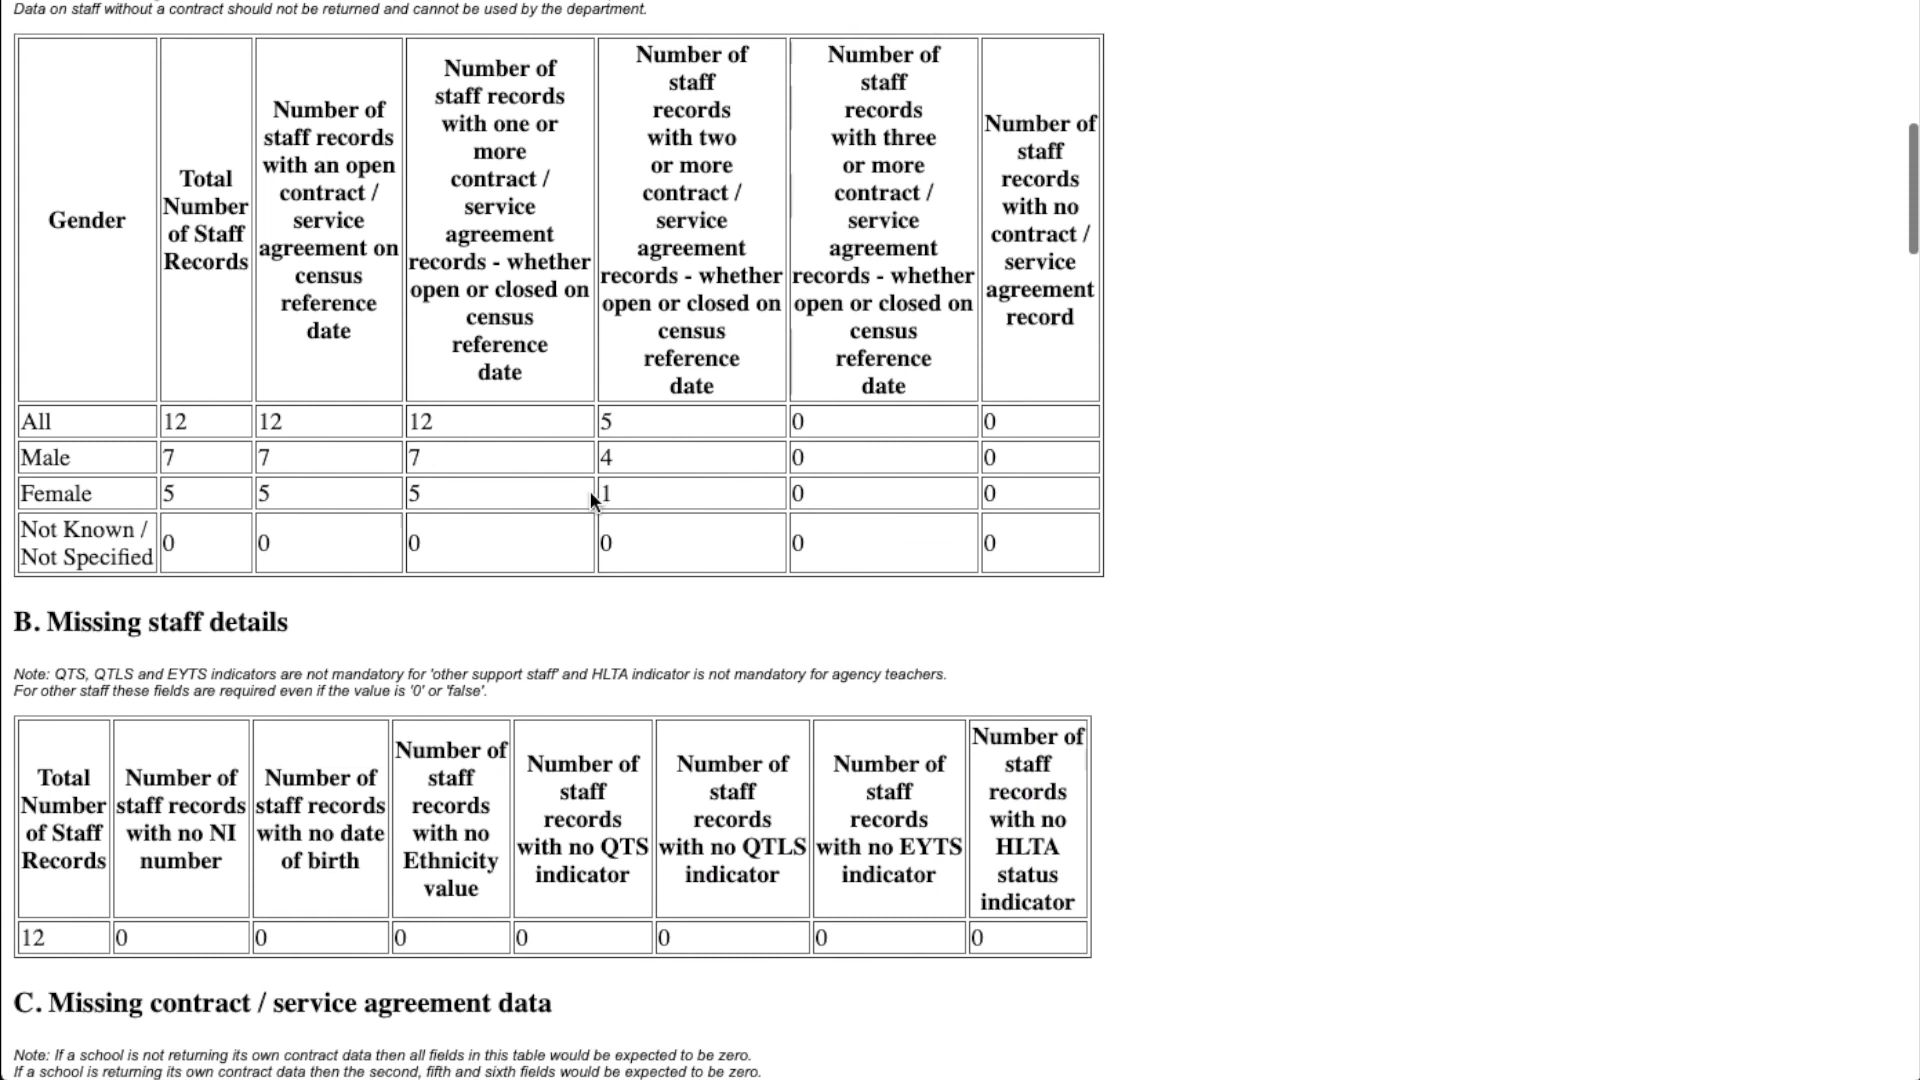 Data on staff without a contract should not be returned and cannot be used by the department.
Gender
Total
Number
of Staff
Records
Number of
staff records
with an open
contract /
service
agreement on
census
reference
date
Number of
staff records
with one or
more
contract /
service
agreement
records - whether
open or closed on
census
reference
date
Number of
staff
records
with two
or more
contract /
service
agreement
records - whether
open or closed on
census
reference
date
Number of
staff
records
with three
or more
contract /
service
agreement
records - whether
open or closed on
census
reference
date
Number of
staff
records
with no
contract /
service
agreement
record
All 12 12 12 5 0 0
Male 7 7 7 4 0 0
Female 5 5 5 1 0 0
Not Known /
Not Specified 0 0 0 0 0 0
B. Missing staff details
Note: QTS, QTLS and EYTS indicators are not mandatory for 'other support staff' and HLTA indicator is not mandatory for agency teachers.
For other staff these fields are required even if the value is '0' or 'false'.
Total
Number
of Staff
Records
Number of
staff records
with no NI
number
Number of
staff records
with no date
of birth
Number of
staff
records
with no
Ethnicity
value
Number of
staff
records
with no QTS
indicator
Number of
staff
records
with no QTLS
indicator
Number of
staff
records
with no EYTS
indicator
Number of
staff
records
with no
HLTA
status
indicator
12 0 0 0 0 0 0 0
C. Missing contract / service agreement data
Note: If a school is not returning its own contract data then all fields in this table would be expected to be zero.
If a school is returning its own contract data then the second, fifth and sixth fields would be expected to be zero.